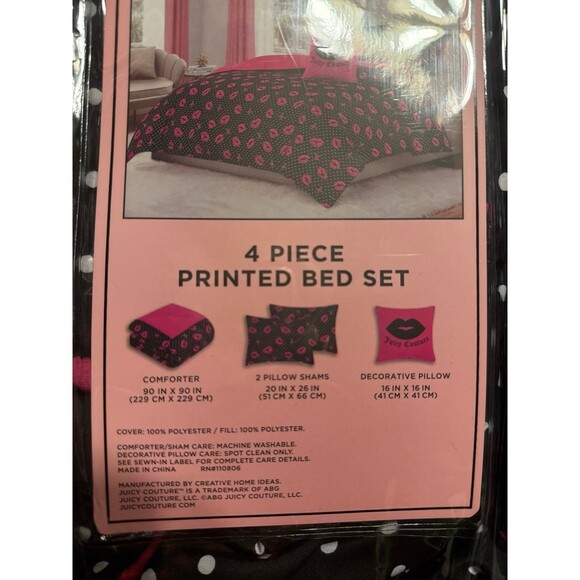 Juicy Couture
4 PIECE
PRINTED BED SET
Juicy Couture
COMFORTER
90 IN X 90 IN
(229 CM X 229 CM)
2 PILLOW SHAMS
20 IN X 26 IN
(51 CM X 66 CM)
DECORATIVE PILLOW
16 IN X 16 IN
(41 CM X 41 CM)
COVER: 100% POLYESTER / FILL: 100% POLYESTER.
COMFORTER/SHAM CARE: MACHINE WASHABLE.
DECORATIVE PILLOW CARE: SPOT CLEAN ONLY.
SEE SEWN-IN LABEL FOR COMPLETE CARE DETAILS.
MADE IN CHINA RN#110806
MANUFACTURED BY CREATIVE HOME IDEAS.
JUICY COUTURE™ IS A TRADEMARK OF ABG
JUICY COUTURE, LLC. ©ABG JUICY COUTURE, LLC.
JUICYCOUTURE.COM